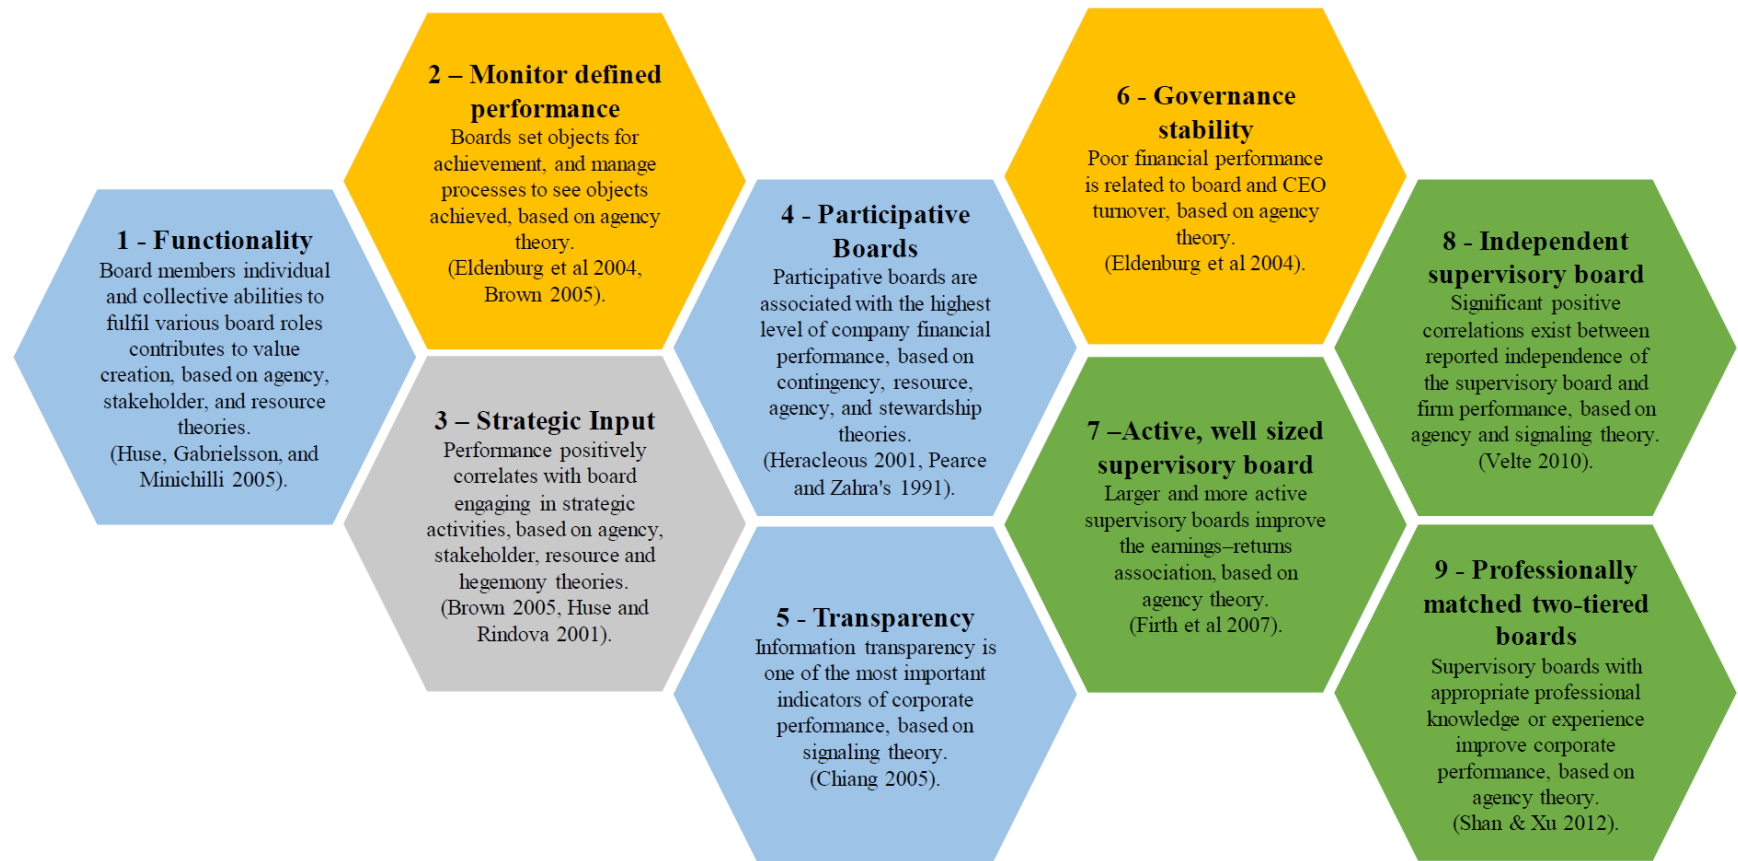 1 - Functionality
Board members individual
and collective abilities to
fulfil various board roles
contributes to value
creation, based on agency,
stakeholder, and resource
theories.
(Huse, Gabrielsson, and
Minichilli 2005).
2 – Monitor defined
performance
Boards set objects for
achievement, and manage
processes to see objects
achieved, based on agency
theory.
(Eldenburg et al 2004,
Brown 2005).
3 – Strategic Input
Performance positively
correlates with board
engaging in strategic
activities, based on agency,
stakeholder, resource and
hegemony theories.
(Brown 2005, Huse and
Rindova 2001).
4 - Participative
Boards
Participative boards are
associated with the highest
level of company financial
performance, based on
contingency, resource,
agency, and stewardship
theories.
(Heracleous 2001, Pearce
and Zahra's 1991).
5 - Transparency
Information transparency is
one of the most important
indicators of corporate
performance, based on
signaling theory.
(Chiang 2005).
6 - Governance
stability
Poor financial performance
is related to board and CEO
turnover, based on agency
theory.
(Eldenburg et al 2004).
7 –Active, well sized
supervisory board
Larger and more active
supervisory boards improve
the earnings–returns
association, based on
agency theory.
(Firth et al 2007).
8 - Independent
supervisory board
Significant positive
correlations exist between
reported independence of
the supervisory board and
firm performance, based on
agency and signaling theory.
(Velte 2010).
9 - Professionally
matched two-tiered
boards
Supervisory boards with
appropriate professional
knowledge or experience
improve corporate
performance, based on
agency theory.
(Shan & Xu 2012).